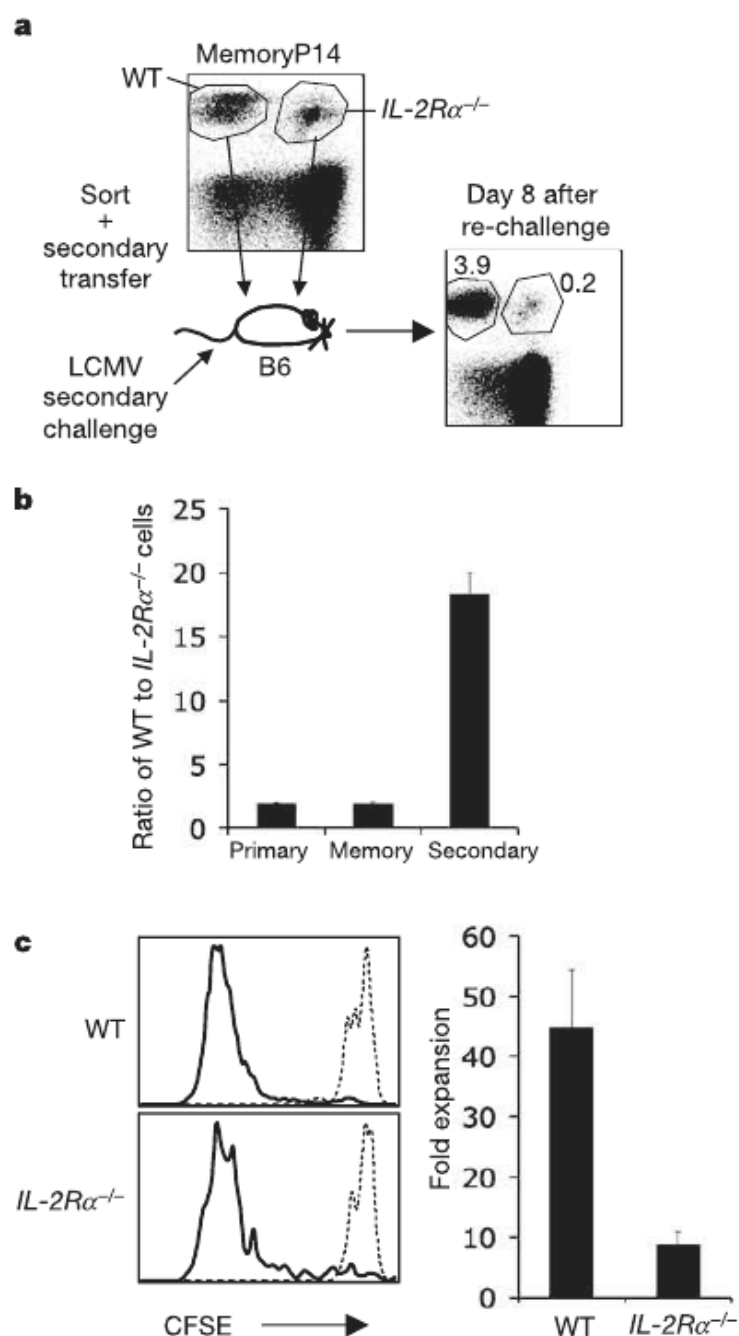 a
MemoryP14
WT
IL-2Rα⁻/⁻
Sort
+
secondary
transfer
Day 8 after
re-challenge
3.9
0.2
B6
LCMV
secondary
challenge
b
Ratio of WT to IL-2Rα⁻/⁻ cells
25
20
15
10
5
0
Primary
Memory
Secondary
c
WT
IL-2Rα⁻/⁻
CFSE
Fold expansion
60
50
40
30
20
10
0
WT
IL-2Rα⁻/⁻